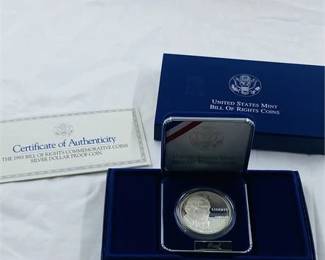 UNITED STATES MINT
BILL OF RIGHTS COINS
Certificate of Authenticity
THE 1993 BILL OF RIGHTS COMMEMORATIVE COINS
SILVER DOLLAR PROOF COIN
LIBERTY